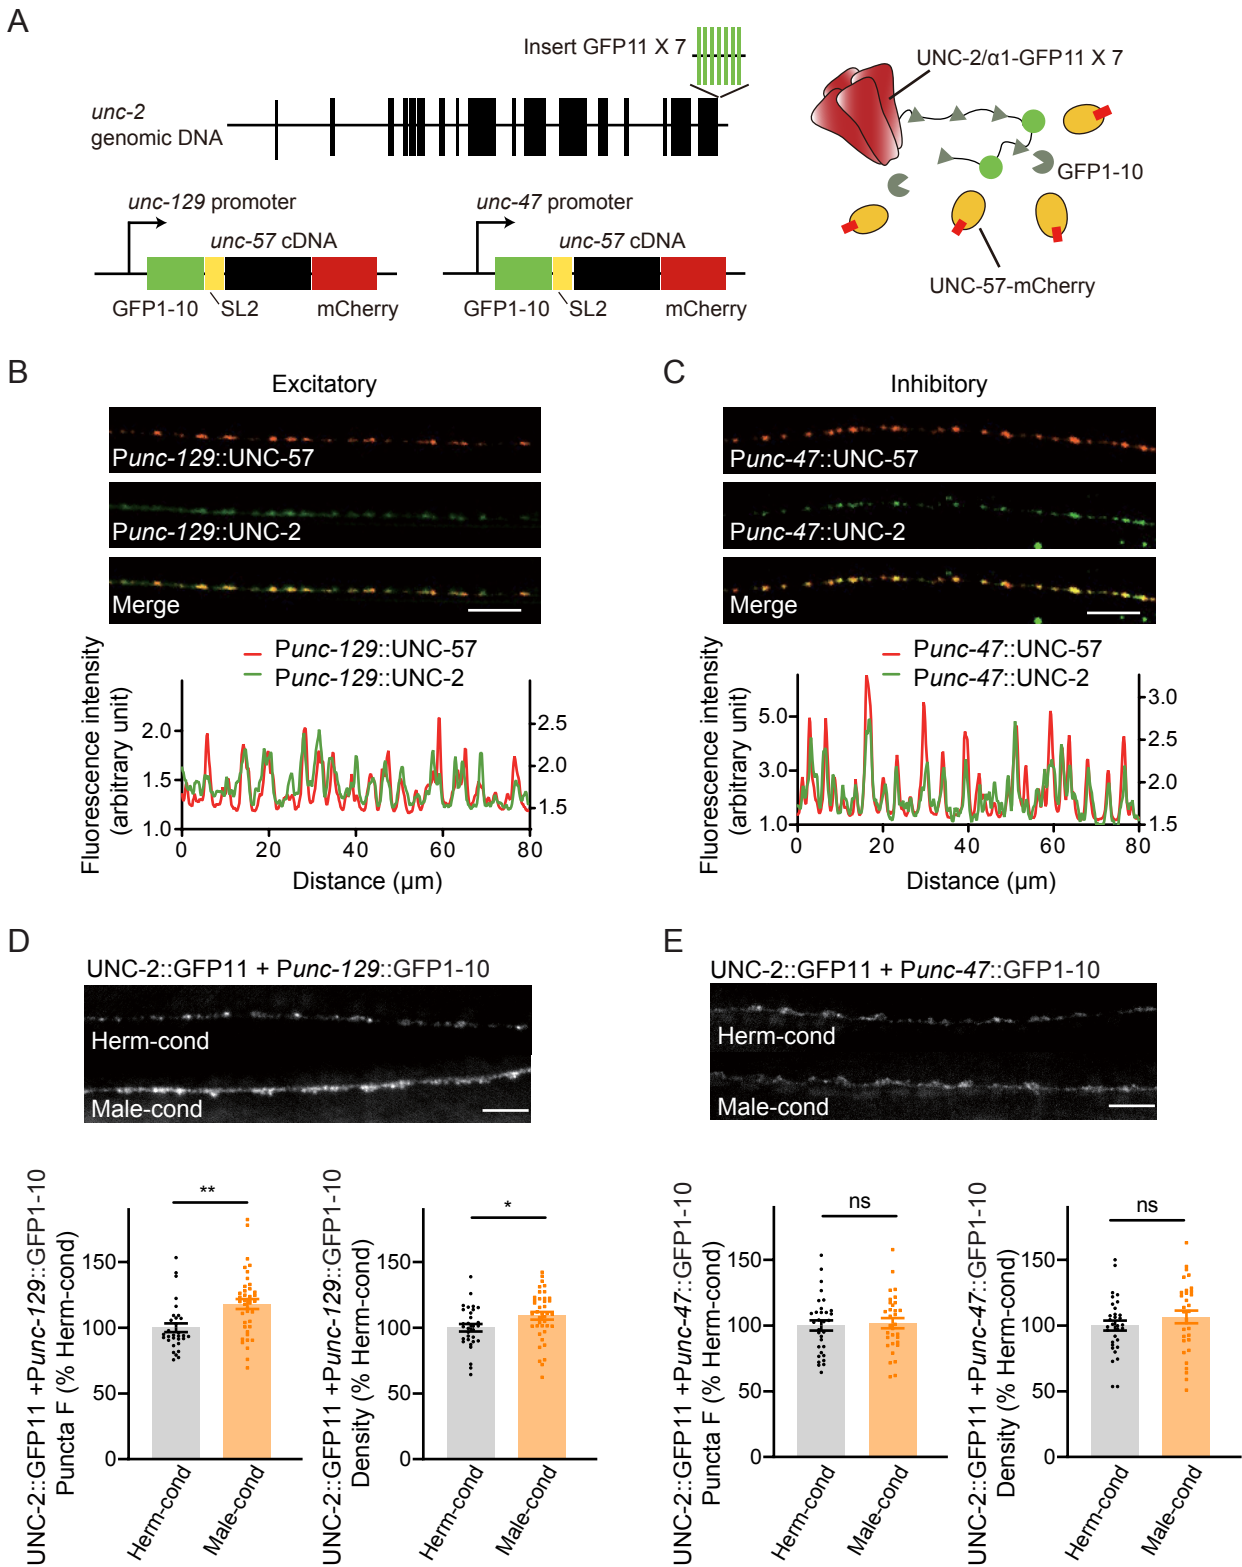 A
Insert GFP11 X 7
unc-2
genomic DNA
UNC-2/α1-GFP11 X 7
GFP1-10
UNC-57-mCherry
unc-129 promoter
unc-57 cDNA
GFP1-10
SL2
mCherry
unc-47 promoter
unc-57 cDNA
GFP1-10
SL2
mCherry
B
Excitatory
Punc-129::UNC-57
Punc-129::UNC-2
Merge
Punc-129::UNC-57
Punc-129::UNC-2
Fluorescence intensity
(arbitrary unit)
2.0
1.5
1.0
2.5
2.0
1.5
0 20 40 60 80
Distance (µm)
C
Inhibitory
Punc-47::UNC-57
Punc-47::UNC-2
Merge
Punc-47::UNC-57
Punc-47::UNC-2
Fluorescence intensity
(arbitrary unit)
5.0
3.0
1.0
3.0
2.5
2.0
1.5
0 20 40 60 80
Distance (µm)
D
UNC-2::GFP11 + Punc-129::GFP1-10
Herm-cond
Male-cond
UNC-2::GFP11 +Punc-129::GFP1-10
Puncta F (% Herm-cond)
150
100
50
0
**
Herm-cond
Male-cond
UNC-2::GFP11 +Punc-129::GFP1-10
Density (% Herm-cond)
150
100
50
0
*
Herm-cond
Male-cond
E
UNC-2::GFP11 + Punc-47::GFP1-10
Herm-cond
Male-cond
UNC-2::GFP11 +Punc-47::GFP1-10
Puncta F (% Herm-cond)
150
100
50
0
ns
Herm-cond
Male-cond
UNC-2::GFP11 +Punc-47::GFP1-10
Density (% Herm-cond)
150
100
50
0
ns
Herm-cond
Male-cond